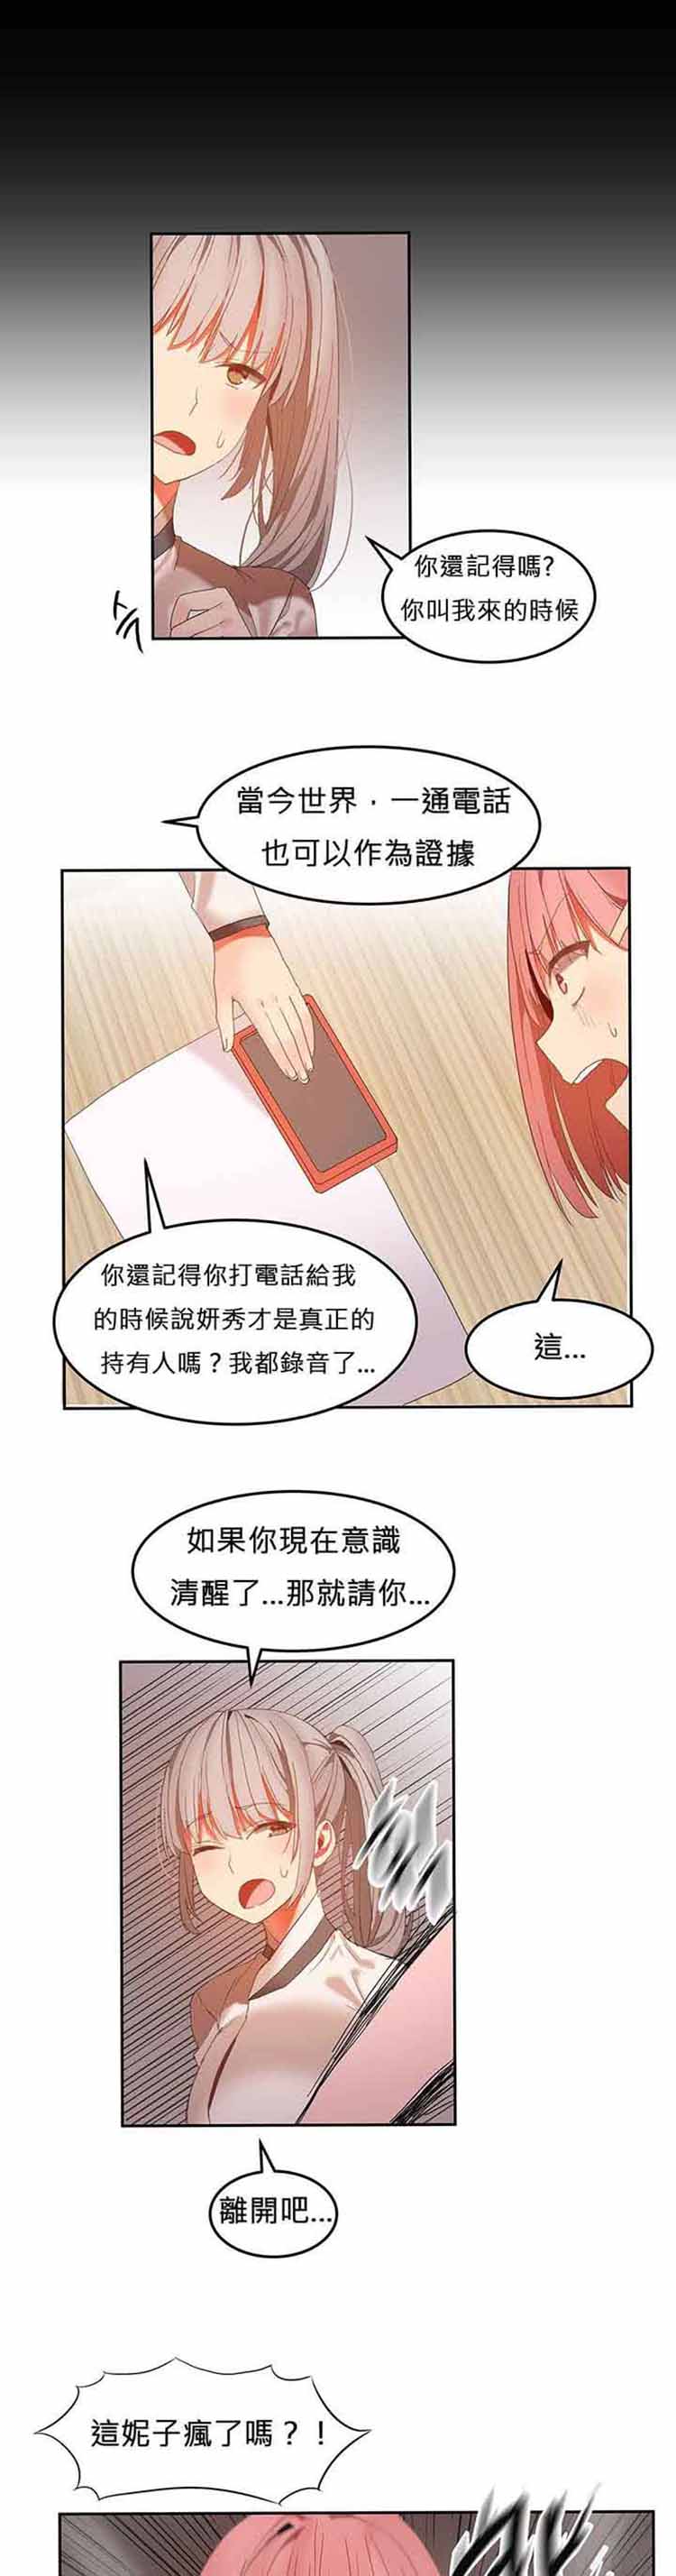 你還記得嗎?
你叫我來的時候
當今世界，一通電話
也可以作為證據
你還記得你打電話給我
的時候說妍秀才是真正的
持有人嗎？我都錄音了...
這...
如果你現在意識
清醒了...那就請你...
離開吧...
這妮子瘋了嗎？！